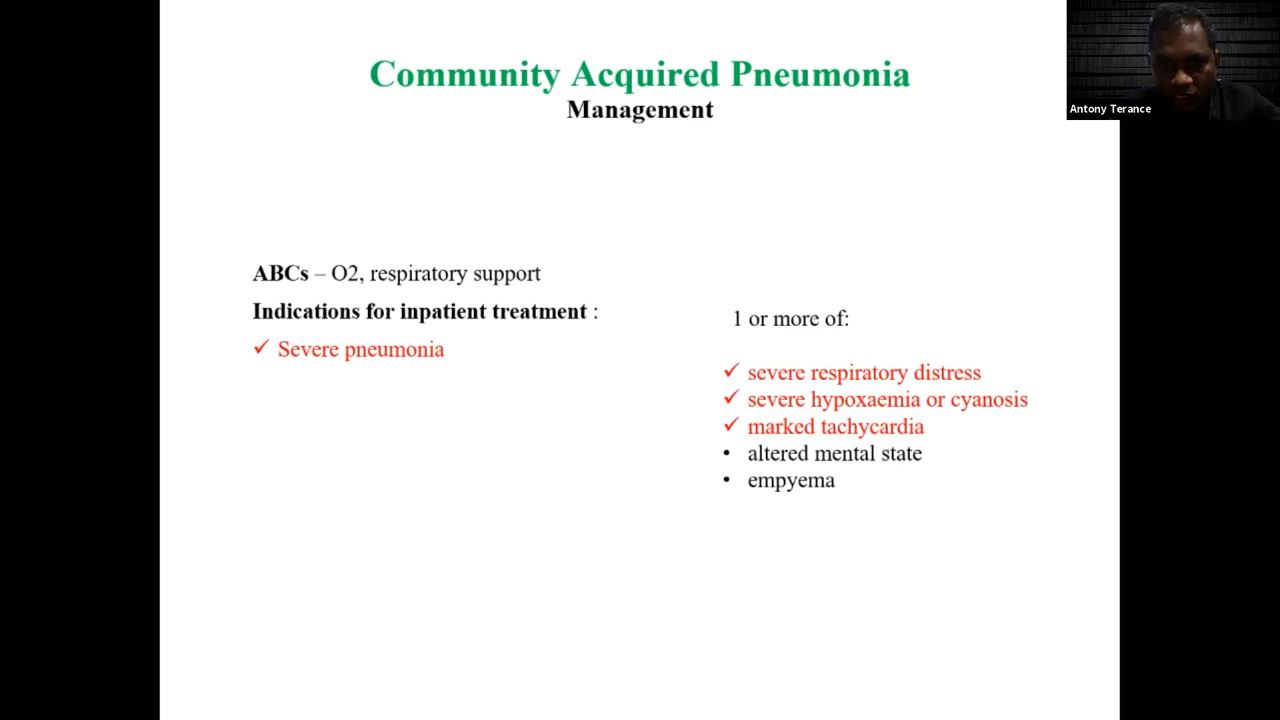 Community Acquired Pneumonia
Management
Antony Terance
ABCs – O2, respiratory support
Indications for inpatient treatment :
✓ Severe pneumonia
1 or more of:
✓ severe respiratory distress
✓ severe hypoxaemia or cyanosis
✓ marked tachycardia
• altered mental state
• empyema